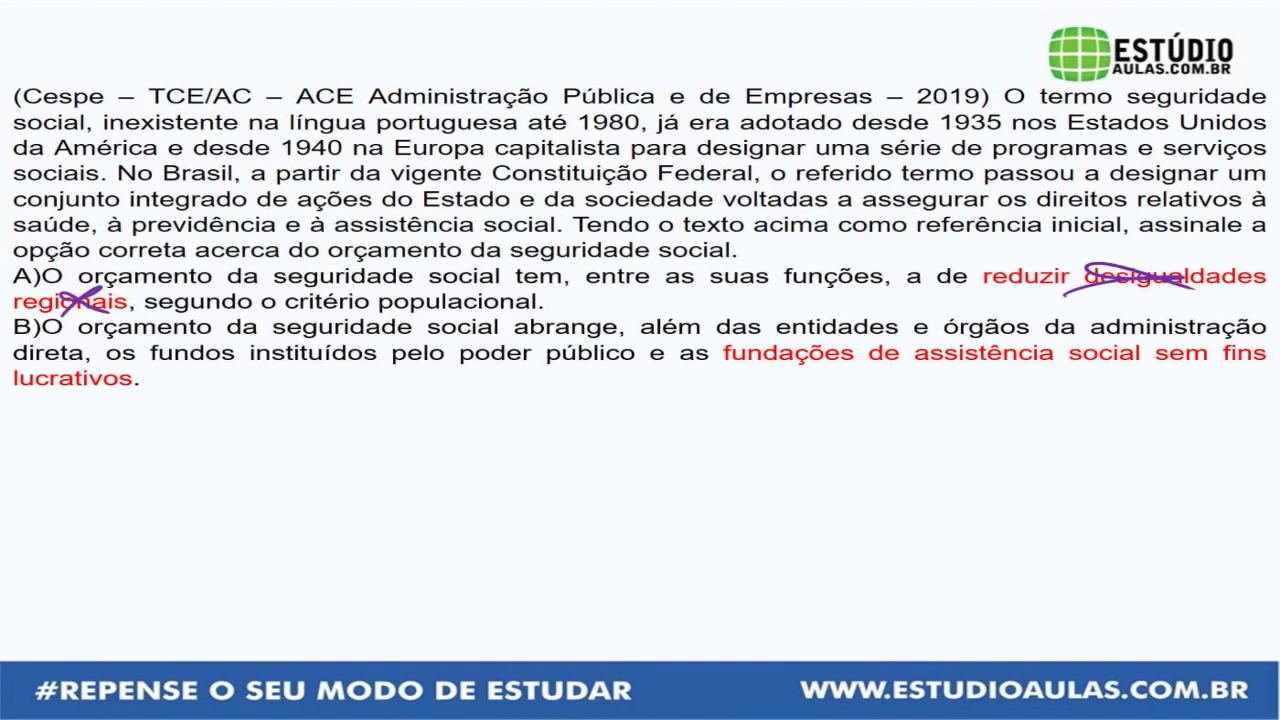 ESTÚDIO
AULAS.COM.BR
(Cespe – TCE/AC – ACE Administração Pública e de Empresas – 2019) O termo seguridade
social, inexistente na língua portuguesa até 1980, já era adotado desde 1935 nos Estados Unidos
da América e desde 1940 na Europa capitalista para designar uma série de programas e serviços
sociais. No Brasil, a partir da vigente Constituição Federal, o referido termo passou a designar um
conjunto integrado de ações do Estado e da sociedade voltadas a assegurar os direitos relativos à
saúde, à previdência e à assistência social. Tendo o texto acima como referência inicial, assinale a
opção correta acerca do orçamento da seguridade social.
A)O orçamento da seguridade social tem, entre as suas funções, a de reduzir desigualdades
regionais, segundo o critério populacional.
B)O orçamento da seguridade social abrange, além das entidades e órgãos da administração
direta, os fundos instituídos pelo poder público e as fundações de assistência social sem fins
lucrativos.
#REPENSE O SEU MODO DE ESTUDAR
WWW.ESTUDIOAULAS.COM.BR